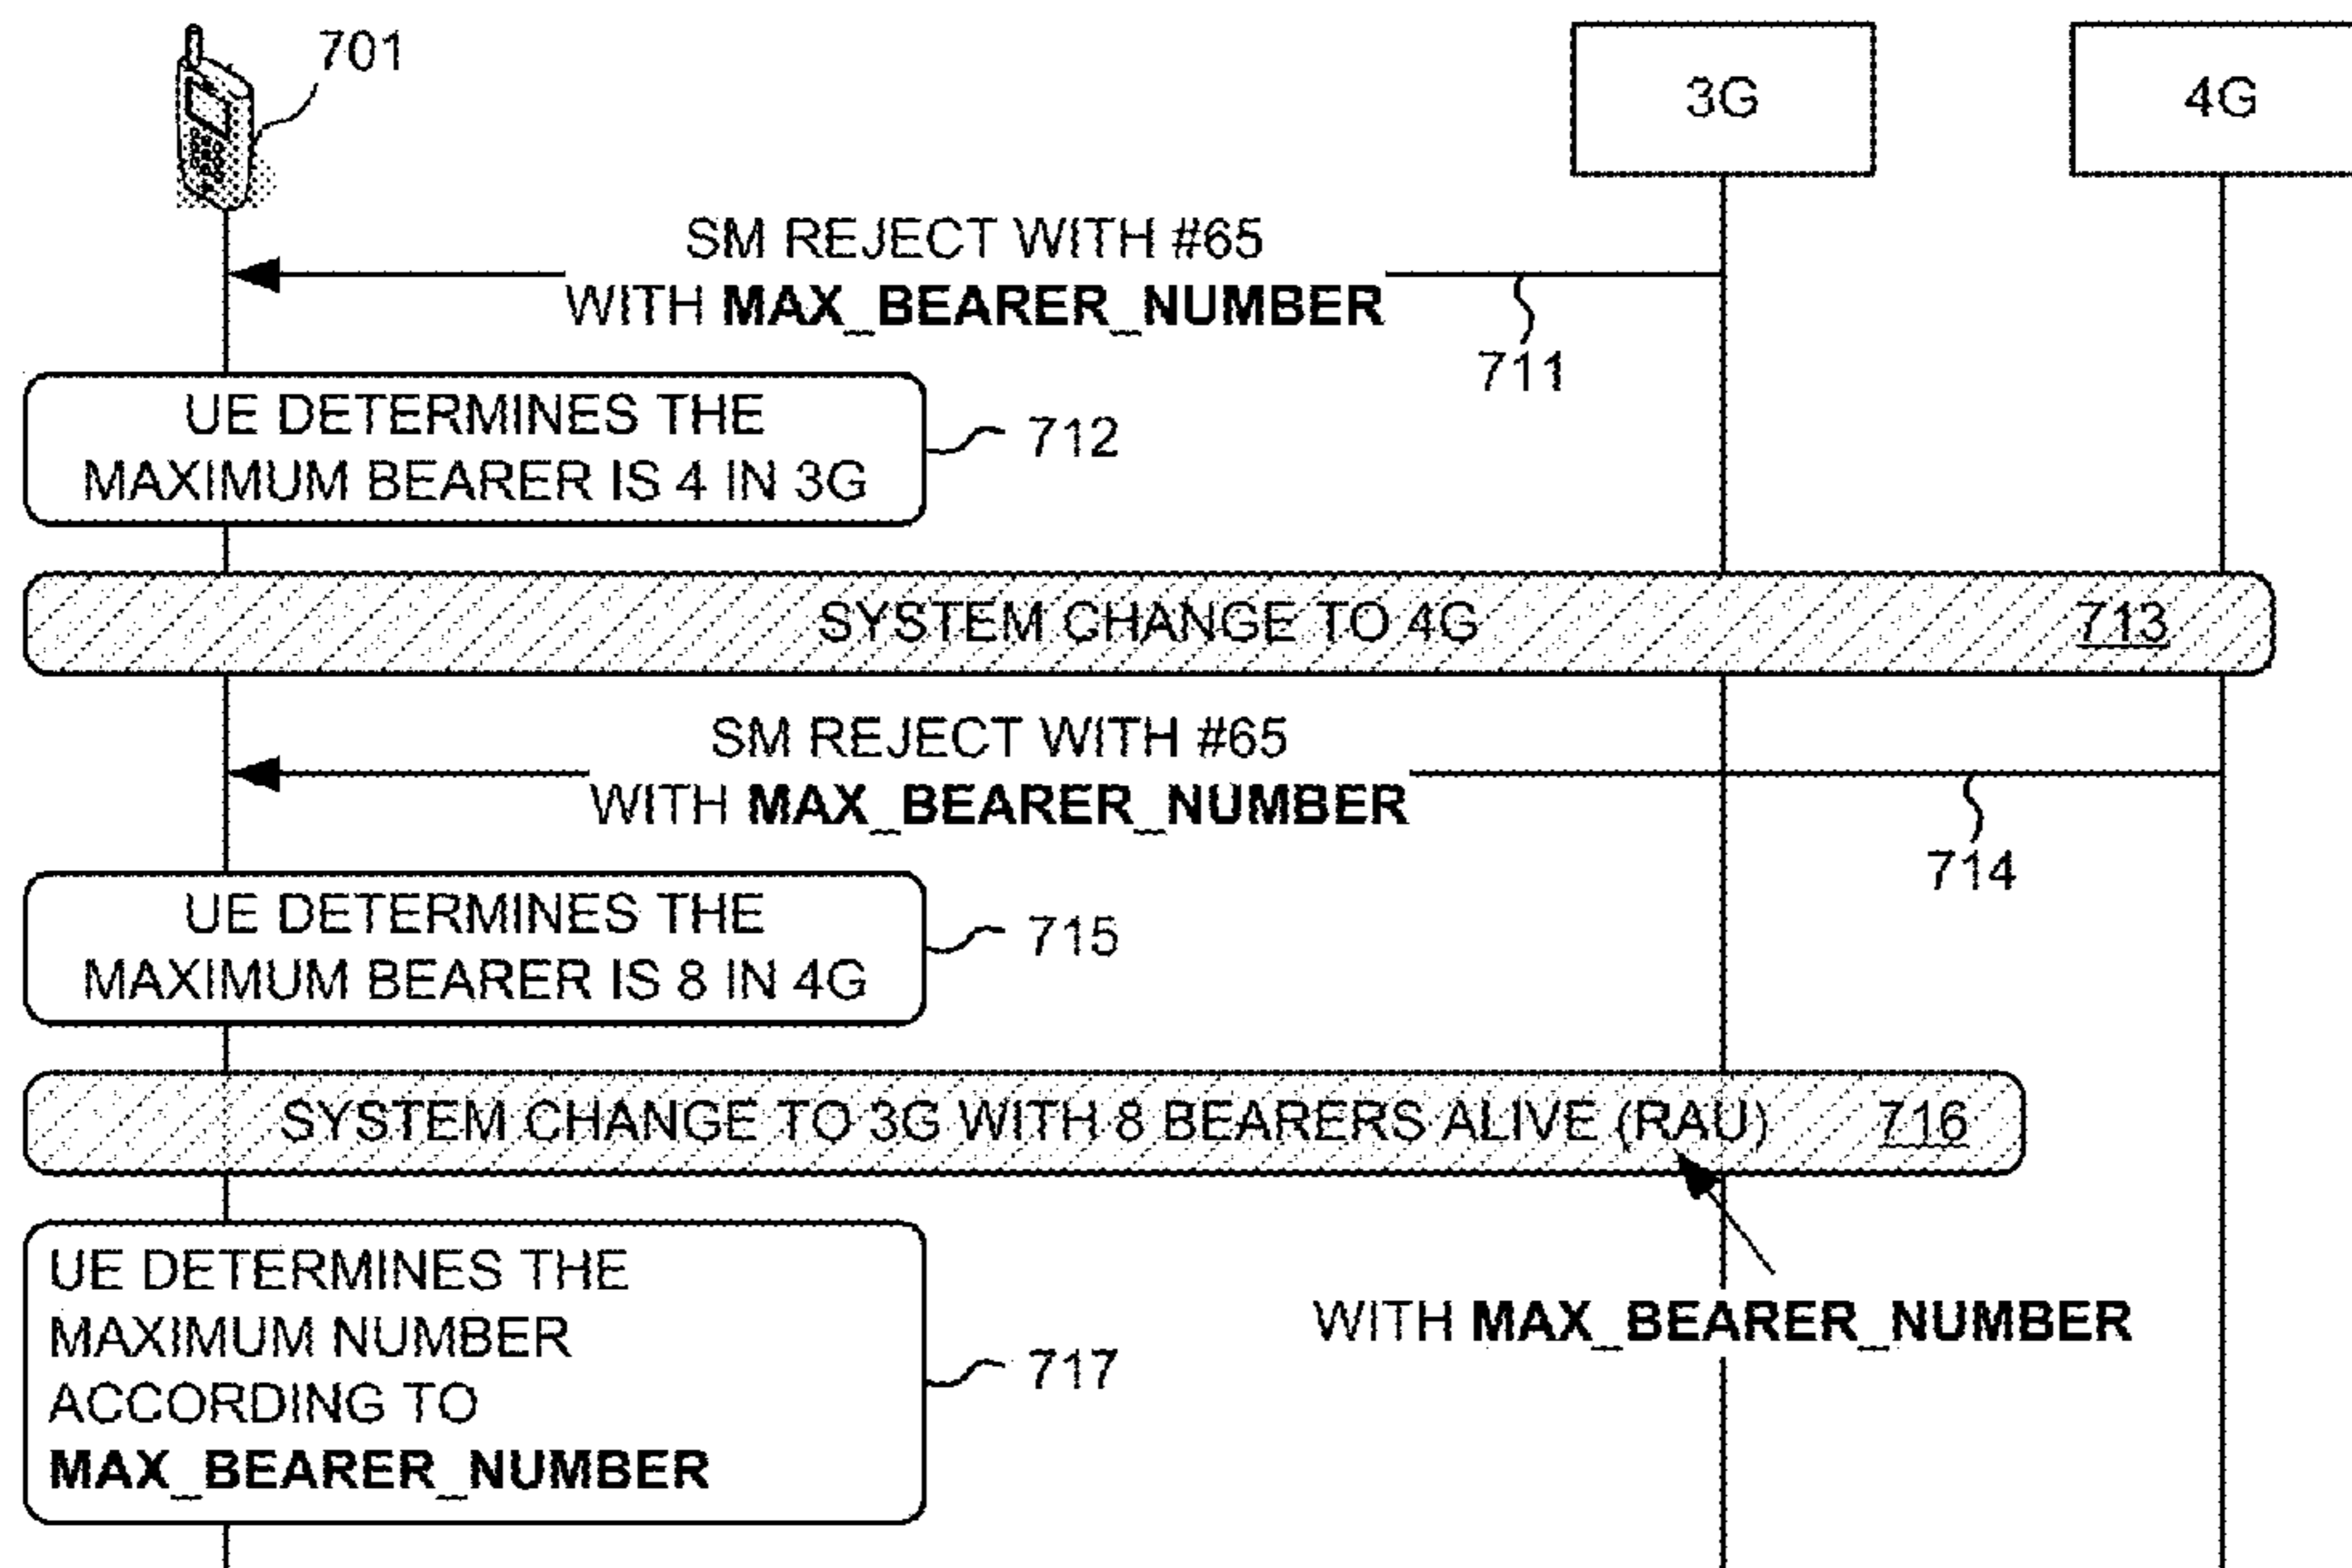 701
3G
4G
SM REJECT WITH #65
WITH MAX_BEARER_NUMBER
711
UE DETERMINES THE
MAXIMUM BEARER IS 4 IN 3G
712
SYSTEM CHANGE TO 4G
713
SM REJECT WITH #65
WITH MAX_BEARER_NUMBER
714
UE DETERMINES THE
MAXIMUM BEARER IS 8 IN 4G
715
SYSTEM CHANGE TO 3G WITH 8 BEARERS ALIVE (RAU)
716
UE DETERMINES THE
MAXIMUM NUMBER
ACCORDING TO
MAX_BEARER_NUMBER
717
WITH MAX_BEARER_NUMBER